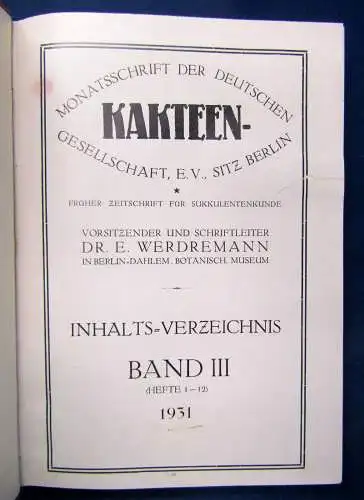 MONATSSCHRIFT DER DEUTSCHEN
KAKTEEN-
GESELLSCHAFT, E.V., SITZ BERLIN
★
FRÜHER ZEITSCHRIFT FÜR SUKKULENTENKUNDE
VORSITZENDER UND SCHRIFTLEITER
DR. E. WERDREMANN
IN BERLIN-DAHLEM, BOTANISCH. MUSEUM
INHALTS=VERZEICHNIS
BAND III
(HEFTE 1—12)
1931